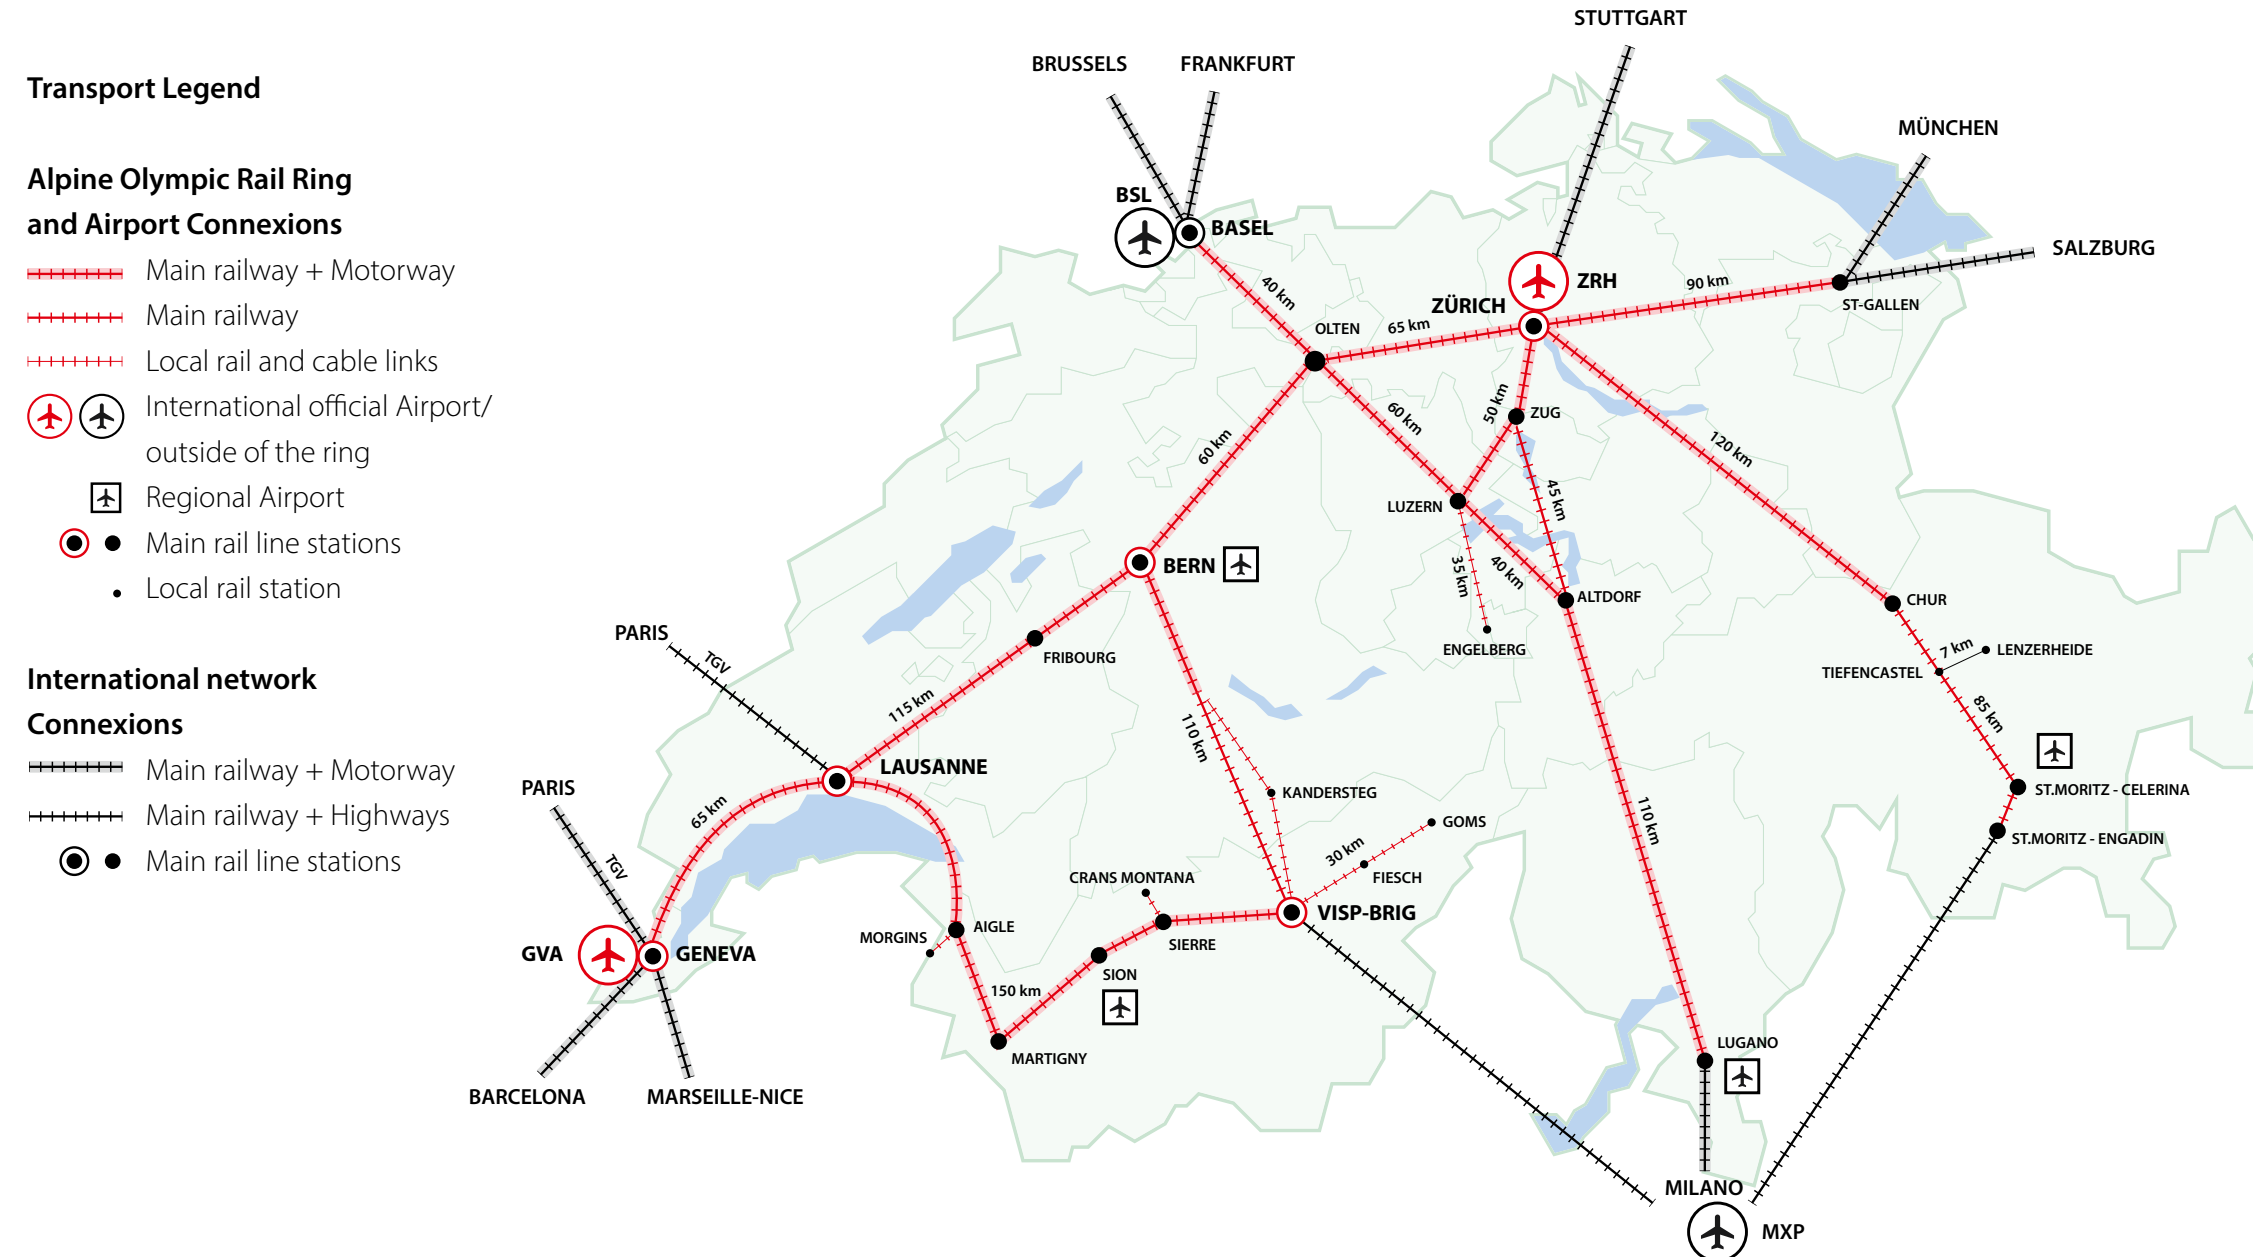 Transport Legend
Alpine Olympic Rail Ring
and Airport Connexions
Main railway + Motorway
Main railway
Local rail and cable links
International official Airport/
outside of the ring
Regional Airport
Main rail line stations
Local rail station
International network
Connexions
Main railway + Motorway
Main railway + Highways
Main rail line stations
STUTTGART
BRUSSELS
FRANKFURT
MÜNCHEN
BSL
BASEL
SALZBURG
ZRH
ZÜRICH
90 km
ST-GALLEN
40 km
OLTEN
65 km
50 km
ZUG
60 km
120 km
60 km
LUZERN
45 km
BERN
35 km
40 km
ALTDORF
CHUR
PARIS
TGV
FRIBOURG
ENGELBERG
7 km
LENZERHEIDE
TIEFENCASTEL
115 km
110 km
85 km
LAUSANNE
PARIS
65 km
KANDERSTEG
ST.MORITZ - CELERINA
GOMS
110 km
ST.MORITZ - ENGADIN
TGV
30 km
CRANS MONTANA
FIESCH
VISP-BRIG
MORGINS
AIGLE
SIERRE
GVA
GENEVA
SION
150 km
MARTIGNY
LUGANO
BARCELONA
MARSEILLE-NICE
MILANO
MXP